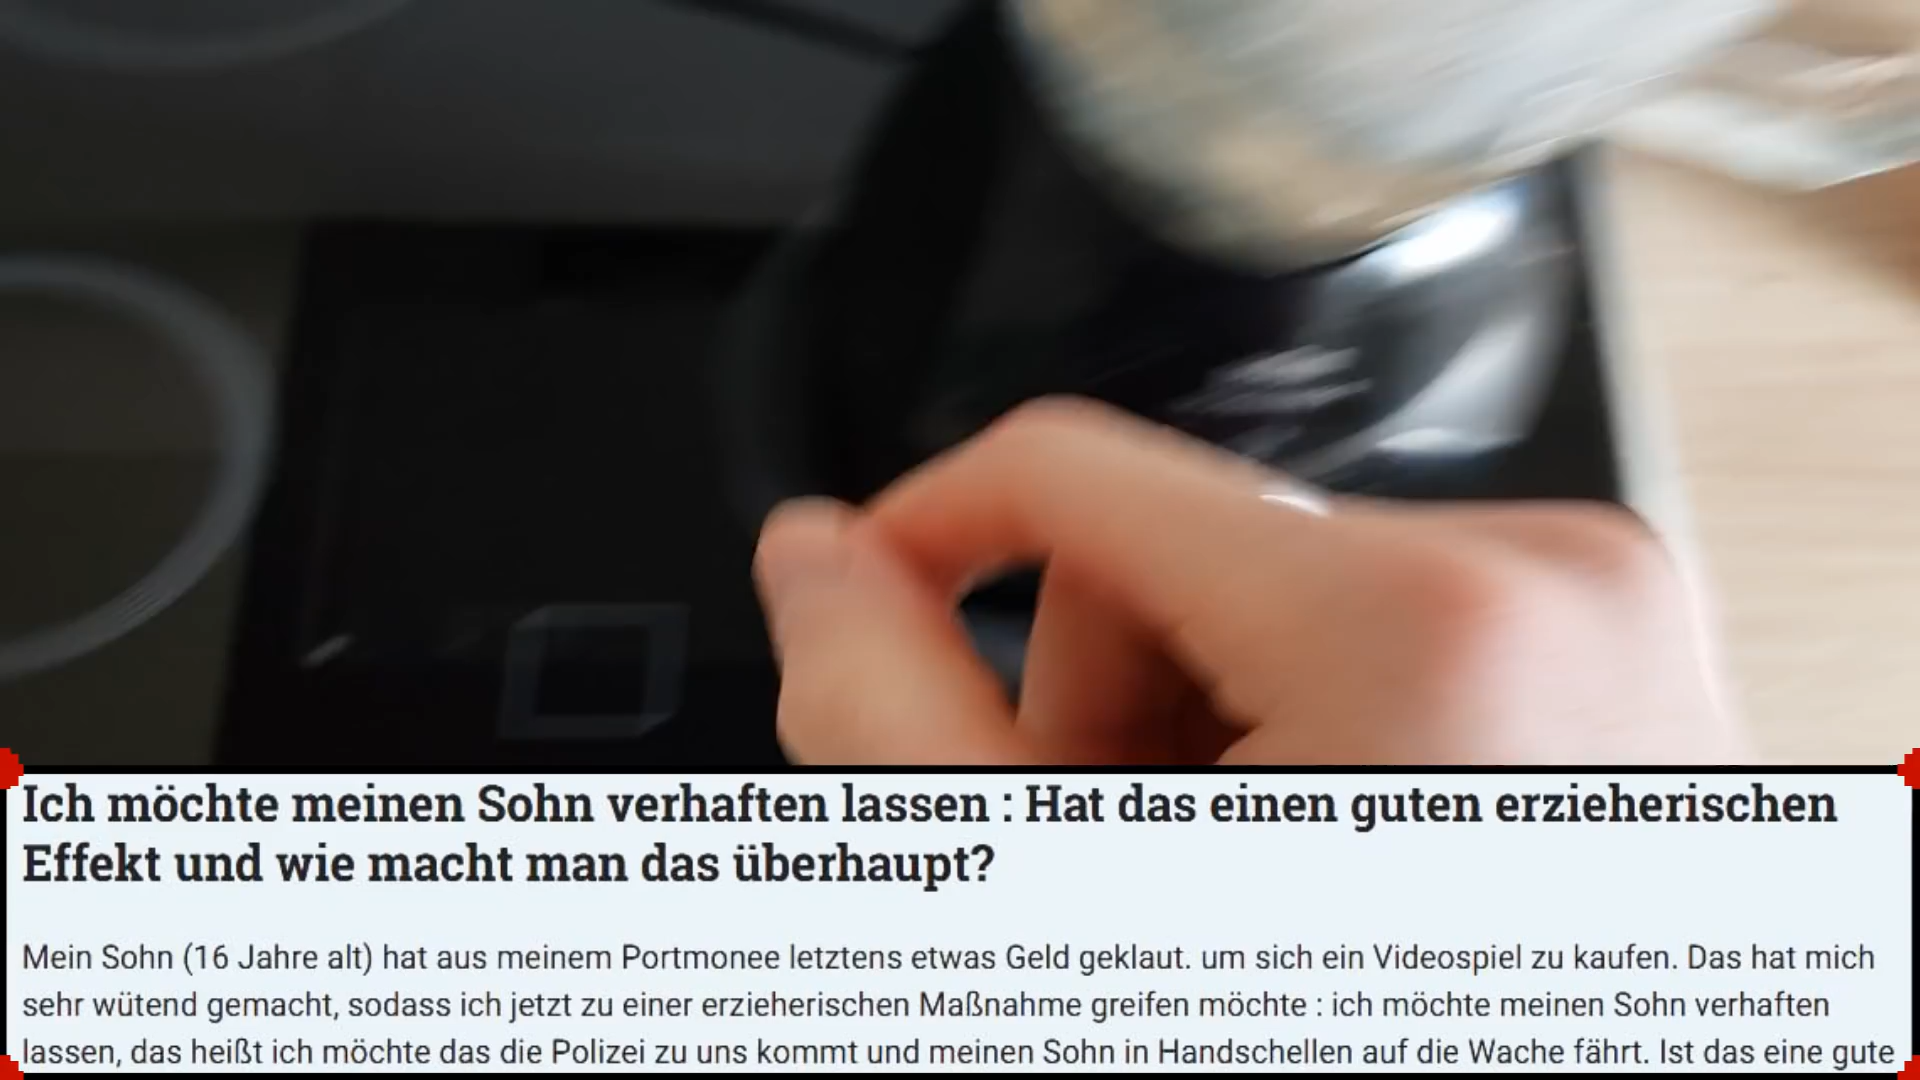 Ich möchte meinen Sohn verhaften lassen : Hat das einen guten erzieherischen
Effekt und wie macht man das überhaupt?
Mein Sohn (16 Jahre alt) hat aus meinem Portmonee letztens etwas Geld geklaut. um sich ein Videospiel zu kaufen. Das hat mich
sehr wütend gemacht, sodass ich jetzt zu einer erzieherischen Maßnahme greifen möchte : ich möchte meinen Sohn verhaften
lassen, das heißt ich möchte das die Polizei zu uns kommt und meinen Sohn in Handschellen auf die Wache fährt. Ist das eine gute